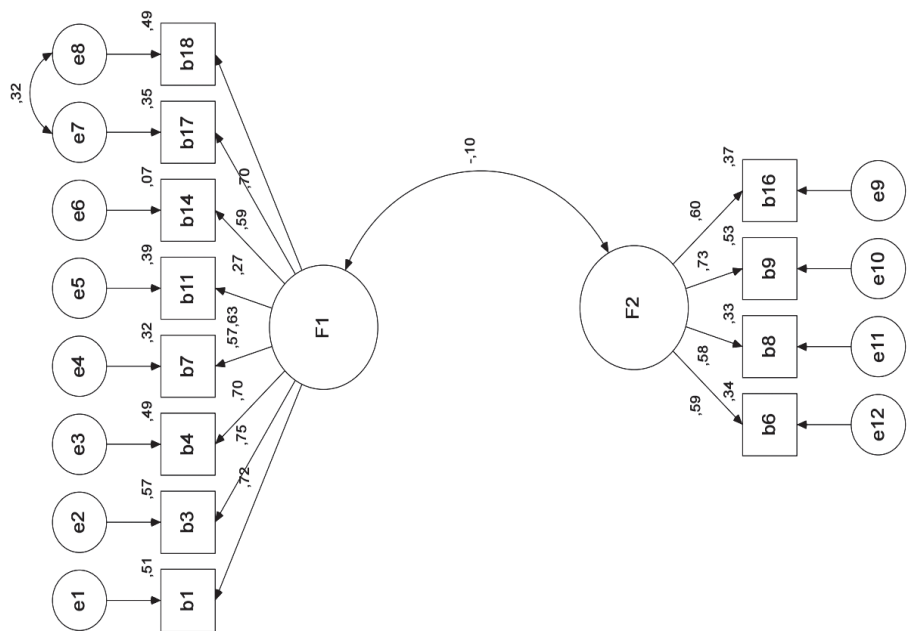 ,32
e1
e2
e3
e4
e5
e6
e7
e8
,51
,57
,49
,32
,39
,07
,35
,49
b1
b3
b4
b7
b11
b14
b17
b18
,72
,75
,70
,57
,63
,27
,59
,70
F1
-,10
F2
,59
,58
,73
,60
,34
,33
,53
,37
b6
b8
b9
b16
e12
e11
e10
e9